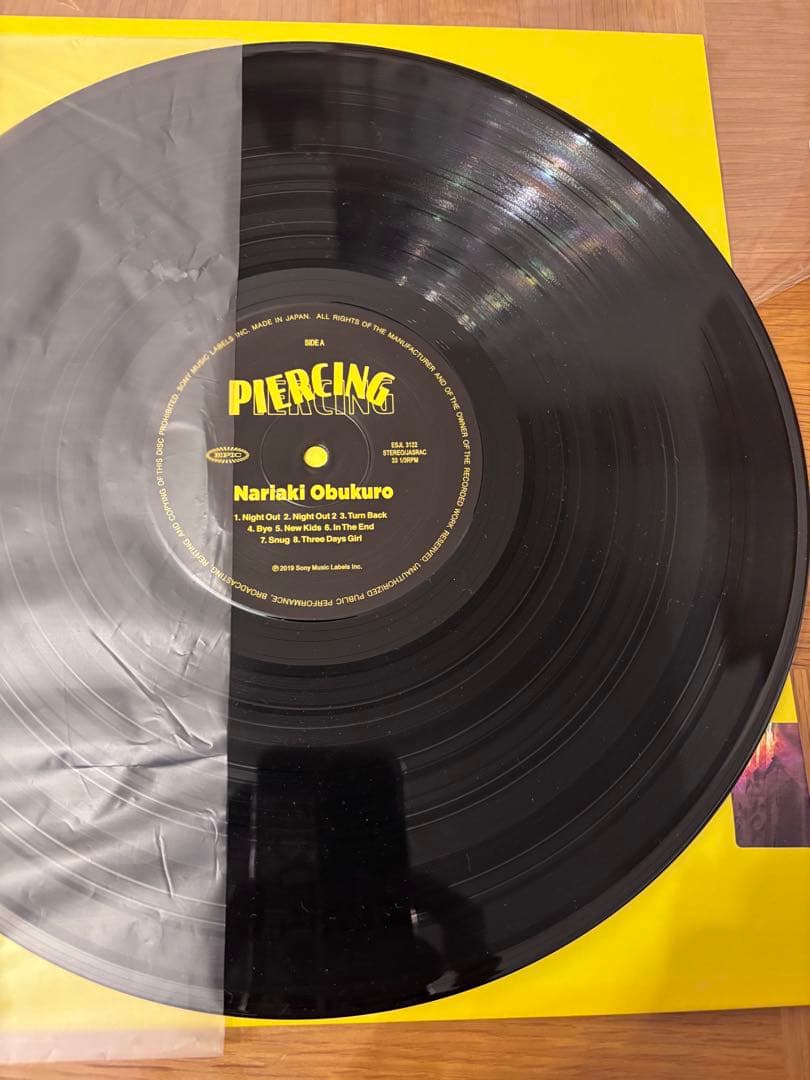 SIDE A
PIERCING
EPIC
ESJL 3122
STEREO/JASRAC
33 1/3RPM
Nariaki Obukuro
1. Night Out 2. Night Out 2 3. Turn Back
4. Bye 5. New Kids 6. In The End
7. Snug 8. Three Days Girl
Ⓟ 2019 Sony Music Labels Inc.
SONY MUSIC LABELS INC. MADE IN JAPAN. ALL RIGHTS OF THE MANUFACTURER AND OF THE OWNER OF THE RECORDED WORK RESERVED. UNAUTHORIZED PUBLIC PERFORMANCE, BROADCASTING, RENTING AND COPYING OF THIS DISC PROHIBITED.